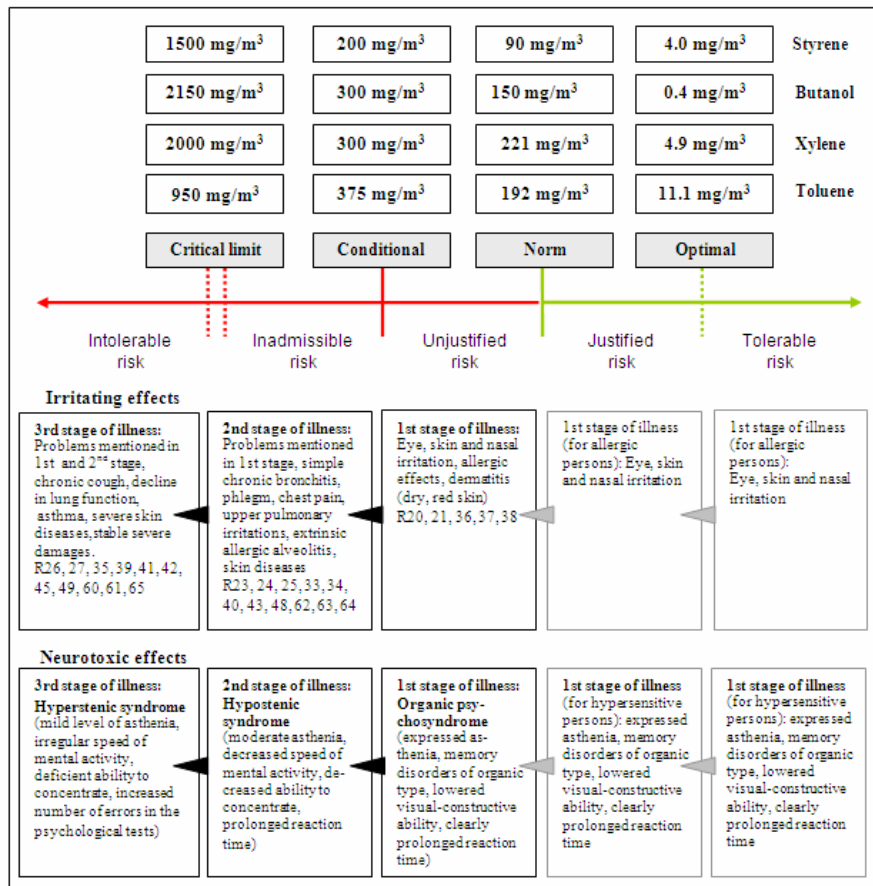 1500 mg/m³ 200 mg/m³ 90 mg/m³ 4.0 mg/m³ Styrene
2150 mg/m³ 300 mg/m³ 150 mg/m³ 0.4 mg/m³ Butanol
2000 mg/m³ 300 mg/m³ 221 mg/m³ 4.9 mg/m³ Xylene
950 mg/m³ 375 mg/m³ 192 mg/m³ 11.1 mg/m³ Toluene
Critical limit Conditional Norm Optimal
Intolerable risk
Inadmissible risk
Unjustified risk
Justified risk
Tolerable risk
Irritating effects
3rd stage of illness:
Problems mentioned in
1st and 2nd stage,
chronic cough, decline
in lung function,
asthma, severe skin
diseases,stable severe
damages.
R26, 27, 35, 39, 41, 42,
45, 49, 60, 61, 65
2nd stage of illness:
Problems mentioned
in 1st stage, simple
chronic bronchitis,
phlegm, chest pain,
upper pulmonary
irritations, extrinsic
allergic alveolitis,
skin diseases
R23, 24, 25, 33, 34,
40, 43, 48, 62, 63, 64
1st stage of illness:
Eye, skin and nasal
irritation, allergic
effects, dermatitis
(dry, red skin)
R20, 21, 36, 37, 38
1st stage of illness
(for allergic
persons): Eye, skin
and nasal irritation
1st stage of illness
(for allergic
persons):
Eye, skin and nasal
irritation
Neurotoxic effects
3rd stage of illness:
Hyperstenic syndrome
(mild level of asthenia,
irregular speed of
mental activity,
deficient ability to
concentrate, increased
number of errors in the
psychological tests)
2nd stage of illness:
Hypostenic
syndrome
(moderate asthenia,
decreased speed of
mental activity, de-
creased ability to
concentrate,
prolonged reaction
time)
1st stage of illness:
Organic psy-
chosyndrome
(expressed as-
thenia, memory
disorders of organic
type, lowered
visual-constructive
ability, clearly
prolonged reaction
time)
1st stage of illness
(for hypersensitive
persons): expressed
asthenia, memory
disorders of organic
type, lowered
visual-constructive
ability, clearly
prolonged reaction
time
1st stage of illness
(for hypersensitive
persons): expressed
asthenia, memory
disorders of organic
type, lowered
visual-constructive
ability, clearly
prolonged reaction
time